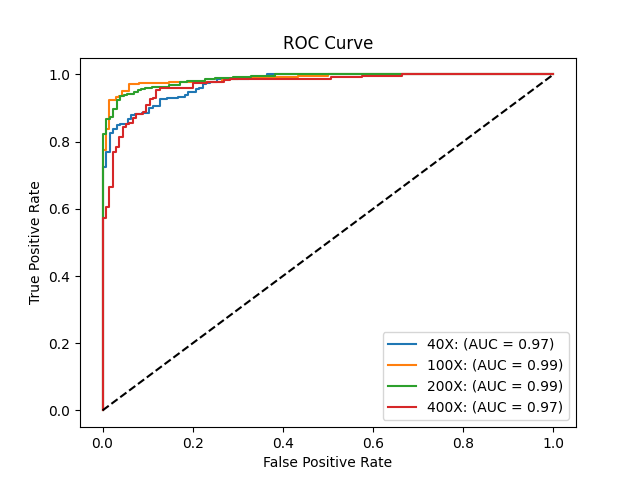 ROC Curve
True Positive Rate
1.0
0.8
0.6
0.4
0.2
0.0
40X: (AUC = 0.97)
100X: (AUC = 0.99)
200X: (AUC = 0.99)
400X: (AUC = 0.97)
0.0 0.2 0.4 0.6 0.8 1.0
False Positive Rate